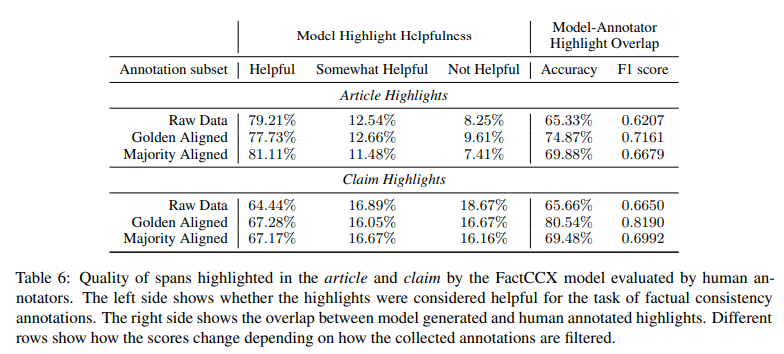 Model Highlight Helpfulness Model-Annotator
Highlight Overlap
Annotation subset Helpful Somewhat Helpful Not Helpful Accuracy F1 score
Article Highlights
Raw Data 79.21% 12.54% 8.25% 65.33% 0.6207
Golden Aligned 77.73% 12.66% 9.61% 74.87% 0.7161
Majority Aligned 81.11% 11.48% 7.41% 69.88% 0.6679
Claim Highlights
Raw Data 64.44% 16.89% 18.67% 65.66% 0.6650
Golden Aligned 67.28% 16.05% 16.67% 80.54% 0.8190
Majority Aligned 67.17% 16.67% 16.16% 69.48% 0.6992
Table 6: Quality of spans highlighted in the article and claim by the FactCCX model evaluated by human an-
notators. The left side shows whether the highlights were considered helpful for the task of factual consistency
annotations. The right side shows the overlap between model generated and human annotated highlights. Different
rows show how the scores change depending on how the collected annotations are filtered.